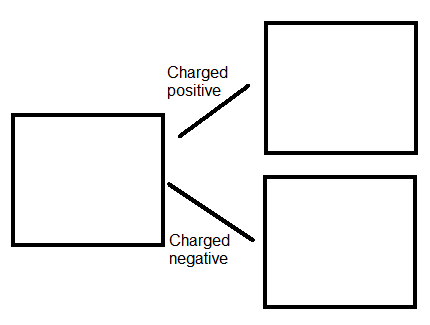 Charged
positive
Charged
negative